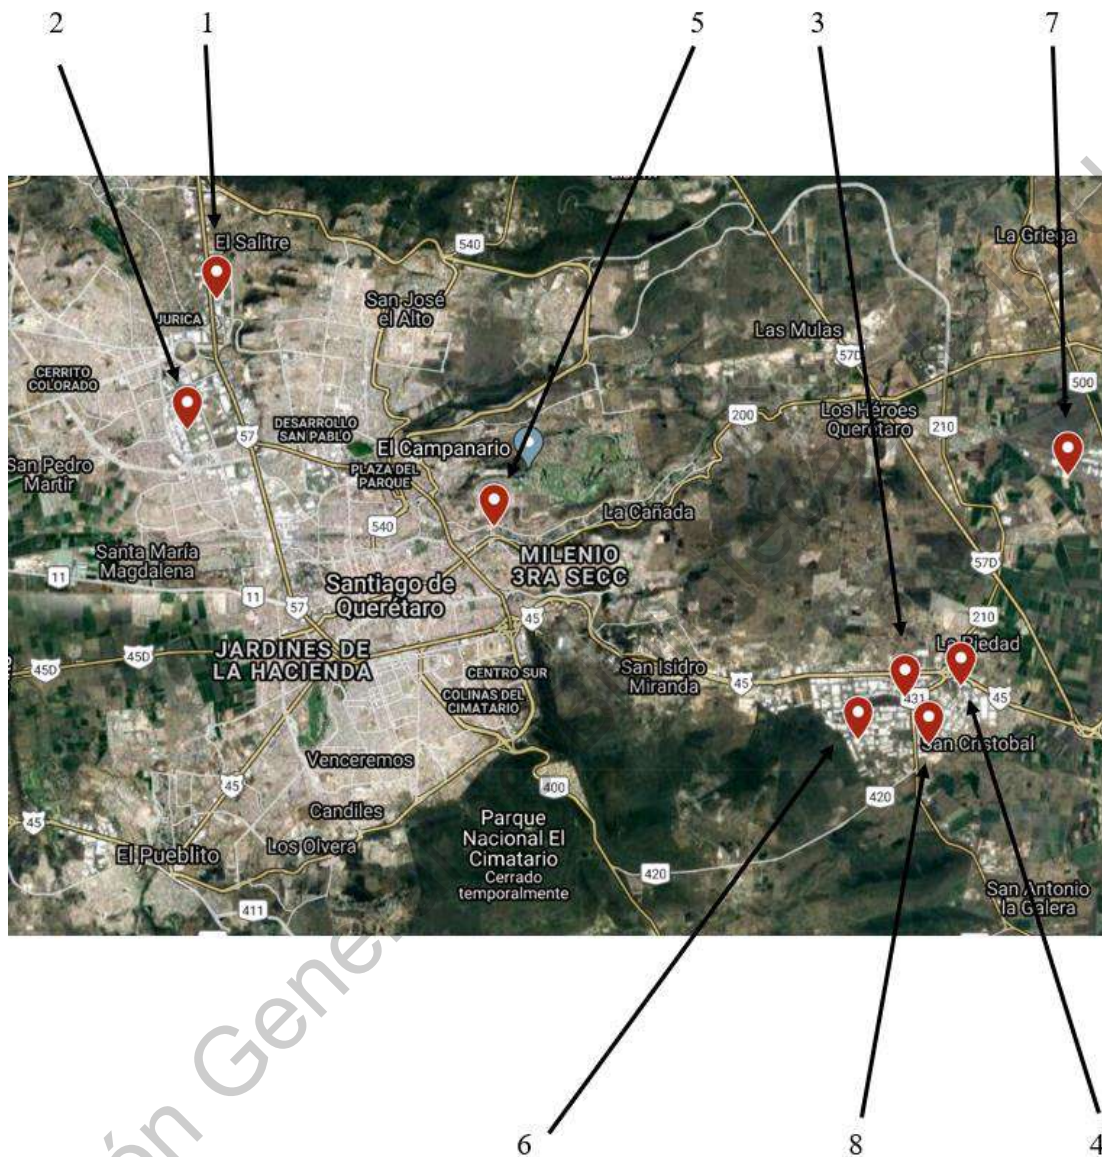 2
1
5
3
7
El Salitre
540
La Griega
San José
el Alto
JURICA
Las Mulas
57D
CERRITO
COLORADO
500
200
Los Héroes
Querétaro
210
DESARROLLO
SAN PABLO
57
El Campanario
San Pedro
Martir
PLAZA DEL
PARQUE
La Cañada
540
Santa María
Magdalena
MILENIO
3RA SECC
57D
11
Santiago de
Querétaro
11
57
45
210
JARDINES DE
LA HACIENDA
La Piedad
45D
45D
CENTRO SUR
San Isidro
Miranda
45
431
45
COLINAS DEL
CIMATARIO
San Cristobal
Venceremos
45
400
420
Candiles
Parque
Nacional El
Cimatario
Cerrado
temporalmente
45
Los Olvera
El Pueblito
420
San Antonio
la Galera
411
ón Gene
6
8
4